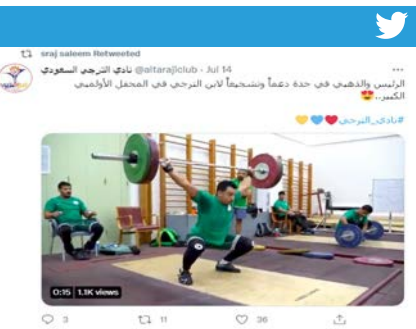 sraj saleem Retweeted
نادي الترجي السعودي @altarajiclub · Jul 14
الرئيس والذهبي في جدة دعماً وتشجيعاً لابن الترجي في المحفل الأولمبي
الكبير..😍
#نادي_الترجي❤️💙💛
0:15 1.1K views
3 11 36